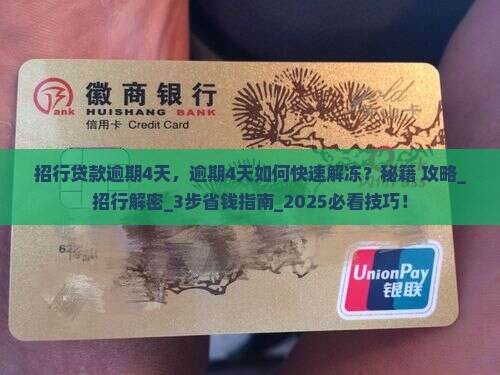 徽商银行
HUISHANG BANK
信用卡 Credit Card
招行贷款逾期4天，逾期4天如何快速解冻？秘籍 攻略_
招行解密_3步省钱指南_2025必看技巧！
UnionPay
银联